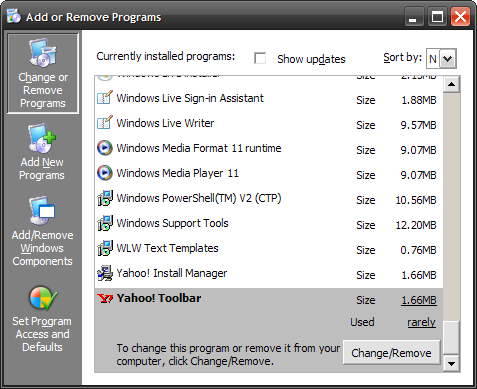 Add or Remove Programs
Currently installed programs:
Show updates
Sort by: N
Change or
Remove
Programs
Add New
Programs
Add/Remove
Windows
Components
Set Program
Access and
Defaults
Windows Live Sign-in Assistant Size 1.88MB
Windows Live Writer Size 9.57MB
Windows Media Format 11 runtime Size 9.07MB
Windows Media Player 11 Size 9.07MB
Windows PowerShell(TM) V2 (CTP) Size 10.56MB
Windows Support Tools Size 12.20MB
WLW Text Templates Size 0.76MB
Yahoo! Install Manager Size 1.66MB
Yahoo! Toolbar Size 1.66MB
Used rarely
To change this program or remove it from your
computer, click Change/Remove.
Change/Remove